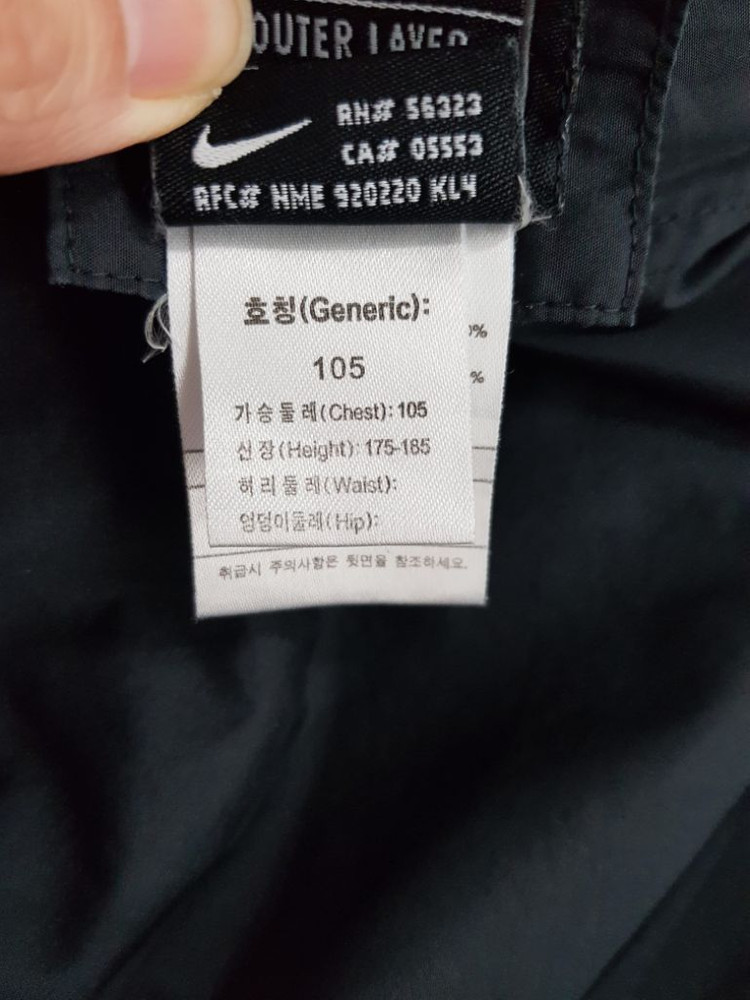 OUTER LAYER
RN# 56323
CA# 05553
RFC# NME 920220 KL4
호칭(Generic):
%
105
%
가슴둘레(Chest): 105
신장(Height): 175-185
허리둘레(Waist):
엉덩이둘레(Hip):
취급시 주의사항은 뒷면을 참조하세요.